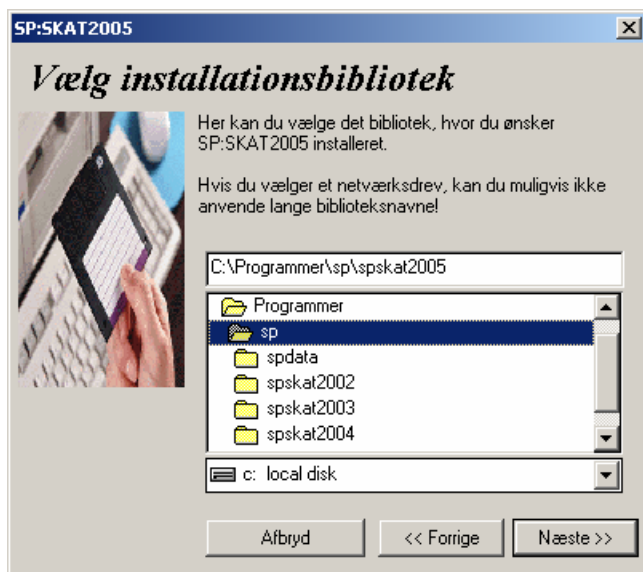 SP:SKAT2005
Vælg installationsbibliotek
Her kan du vælge det bibliotek, hvor du ønsker
SP:SKAT2005 installeret.
Hvis du vælger et netværksdrev, kan du muligvis ikke
anvende lange biblioteksnavne!
C:\Programmer\sp\spskat2005
Programmer
sp
spdata
spskat2002
spskat2003
spskat2004
c: local disk
Afbryd
<< Forrige
Næste >>